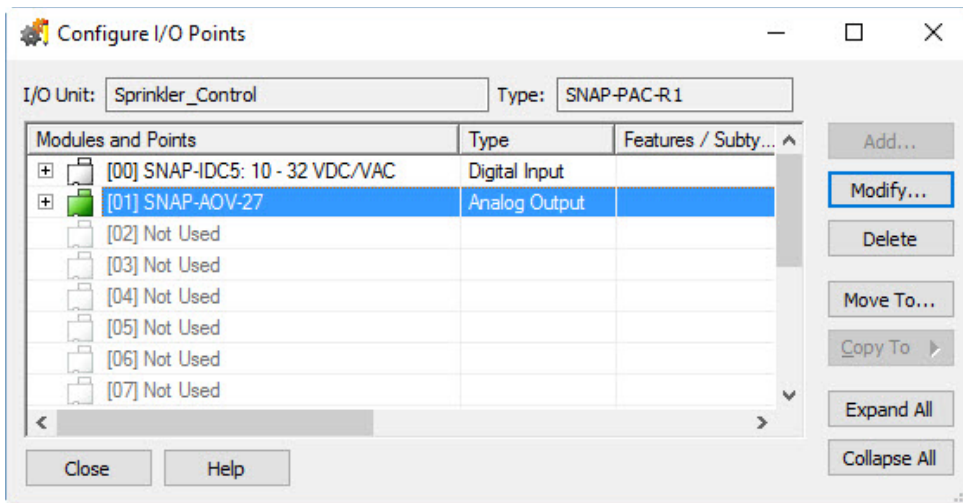 Configure I/O Points
I/O Unit: Sprinkler_Control Type: SNAP-PAC-R1
Modules and Points Type Features / Subty...
[00] SNAP-IDC5: 10 - 32 VDC/VAC Digital Input
[01] SNAP-AOV-27 Analog Output
[02] Not Used
[03] Not Used
[04] Not Used
[05] Not Used
[06] Not Used
[07] Not Used
Add...
Modify...
Delete
Move To...
Copy To
Expand All
Collapse All
Close Help